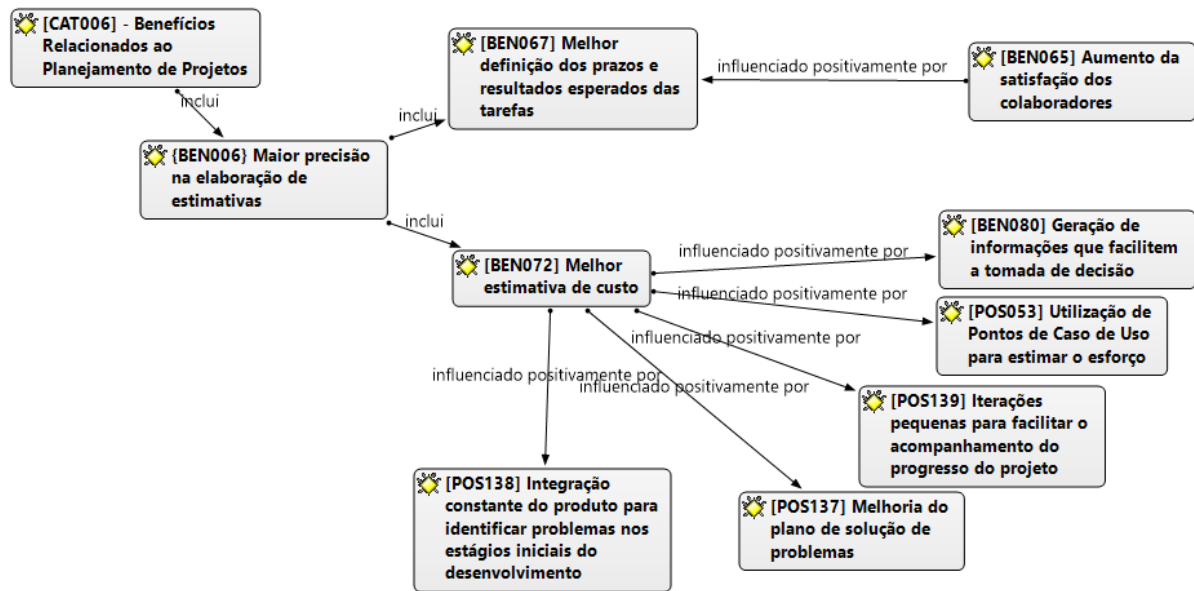 [CAT006] - Benefícios
Relacionados ao
Planejamento de Projetos
inclui
{BEN006} Maior precisão
na elaboração de
estimativas
inclui
[BEN067] Melhor
definição dos prazos e
resultados esperados das
tarefas
influenciado positivamente por
[BEN065] Aumento da
satisfação dos
colaboradores
inclui
[BEN072] Melhor
estimativa de custo
influenciado positivamente por
[BEN080] Geração de
informações que facilitem
a tomada de decisão
influenciado positivamente por
[POS053] Utilização de
Pontos de Caso de Uso
para estimar o esforço
influenciado positivamente por
[POS139] Iterações
pequenas para facilitar o
acompanhamento do
progresso do projeto
influenciado positivamente por
[POS138] Integração
constante do produto para
identificar problemas nos
estágios iniciais do
desenvolvimento
influenciado positivamente por
[POS137] Melhoria do
plano de solução de
problemas